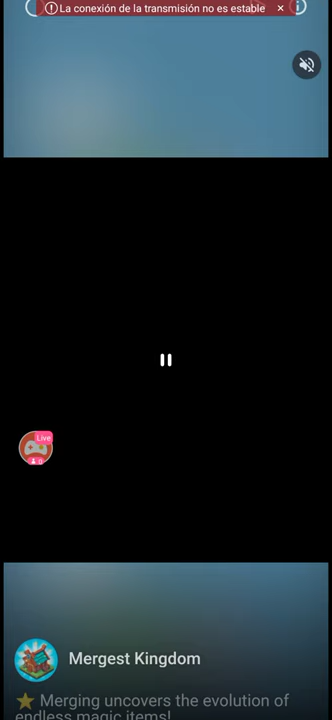 La conexión de la transmisión no es estable
Live
0
Mergest Kingdom
⭐ Merging uncovers the evolution of
endless magic items!